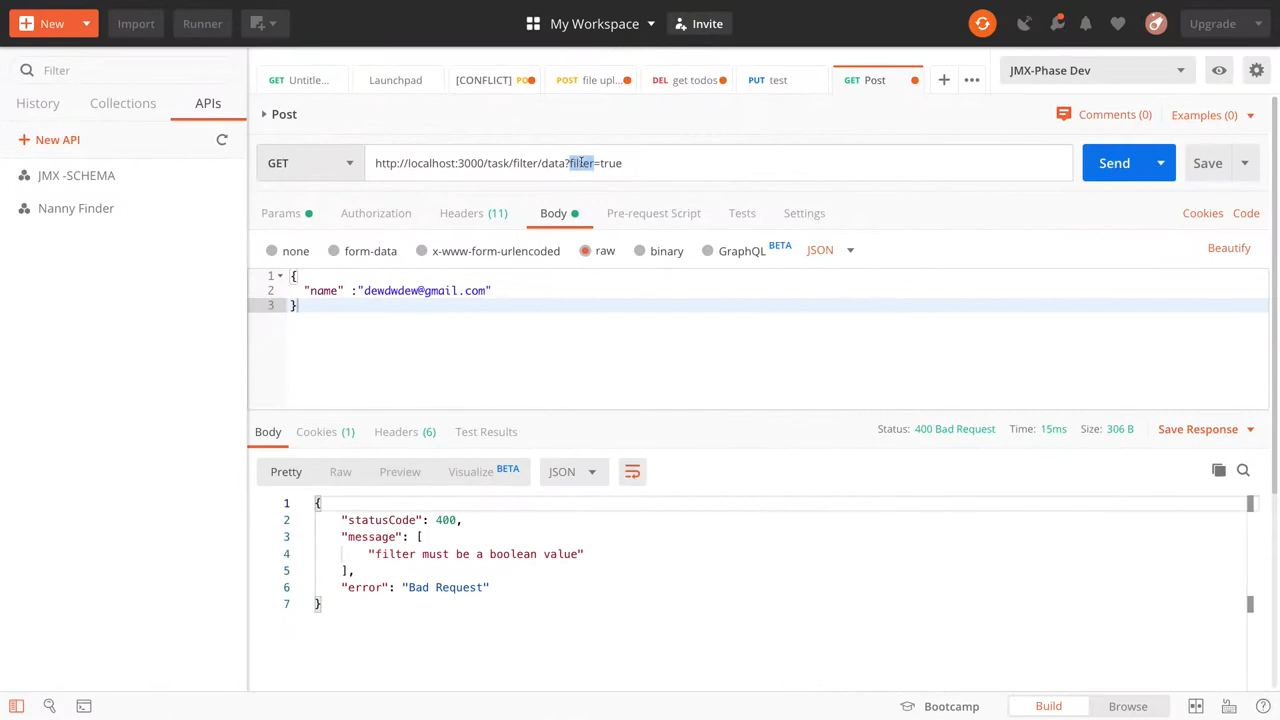 New
Import
Runner
My Workspace
Invite
Upgrade
Filter
History
Collections
APIs
New API
JMX -SCHEMA
Nanny Finder
GET Untitle...
Launchpad
[CONFLICT] PO
POST file upl...
DEL get todos
PUT test
GET Post
JMX-Phase Dev
Post
Comments (0)
Examples (0)
GET
http://localhost:3000/task/filter/data?filter=true
Send
Save
Params
Authorization
Headers (11)
Body
Pre-request Script
Tests
Settings
Cookies
Code
none
form-data
x-www-form-urlencoded
raw
binary
GraphQL BETA
JSON
Beautify
1 {
2 "name" :"dewdwdew@gmail.com"
3 }
Body
Cookies (1)
Headers (6)
Test Results
Status: 400 Bad Request
Time: 15ms
Size: 306 B
Save Response
Pretty
Raw
Preview
Visualize BETA
JSON
1 {
2 "statusCode": 400,
3 "message": [
4 "filter must be a boolean value"
5 ],
6 "error": "Bad Request"
7 }
Bootcamp
Build
Browse